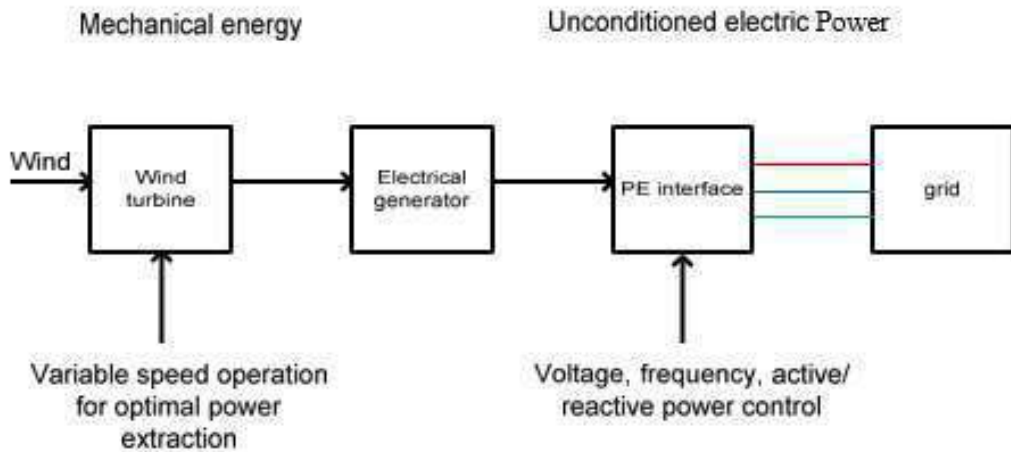 Mechanical energy
Unconditioned electric Power
Wind
Wind
turbine
Electrical
generator
PE interface
grid
Variable speed operation
for optimal power
extraction
Voltage, frequency, active/
reactive power control